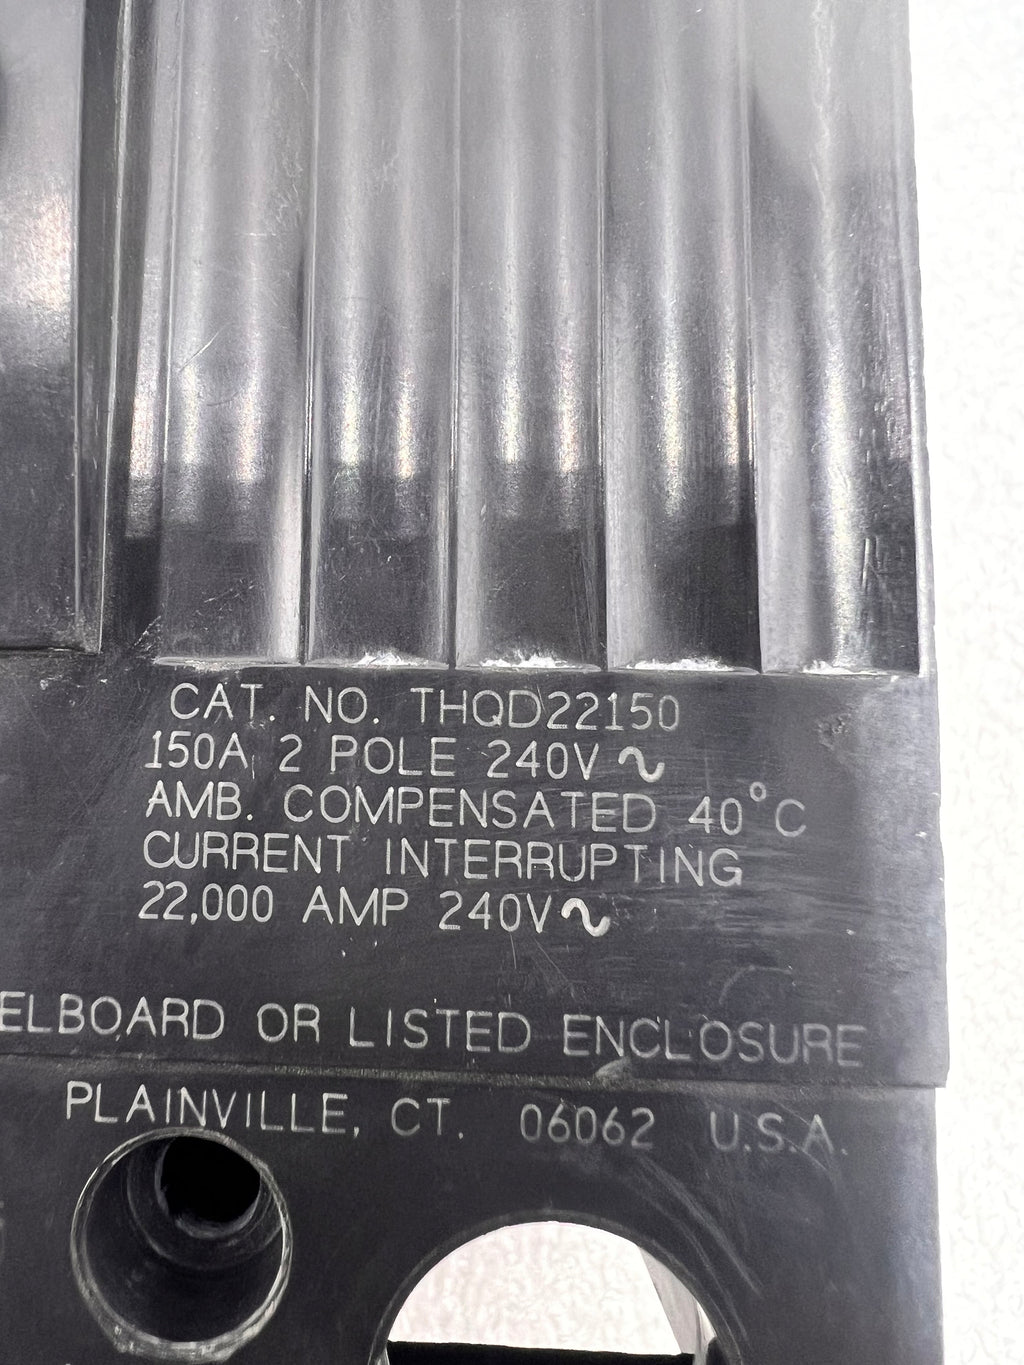 CAT. NO. THQD22150
150A 2 POLE 240V ~
AMB. COMPENSATED 40°C
CURRENT INTERRUPTING
22,000 AMP 240V ~
ELBOARD OR LISTED ENCLOSURE
PLAINVILLE, CT. 06062 U.S.A.